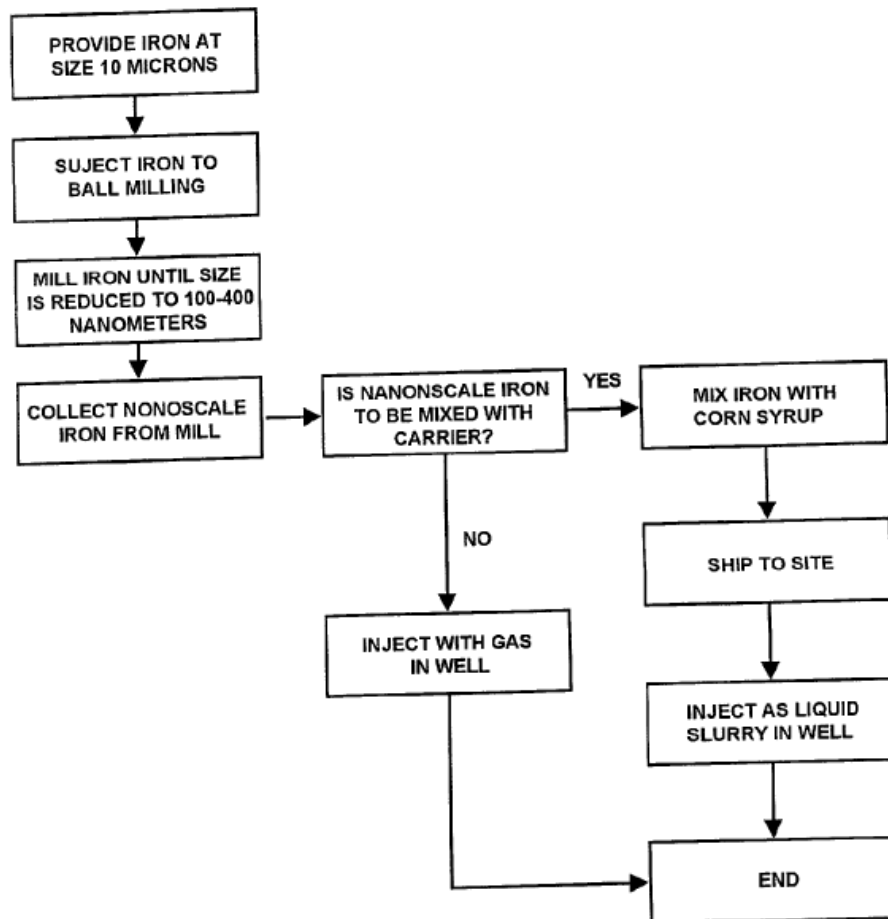 PROVIDE IRON AT
SIZE 10 MICRONS
SUJECT IRON TO
BALL MILLING
MILL IRON UNTIL SIZE
IS REDUCED TO 100-400
NANOMETERS
COLLECT NONOSCALE
IRON FROM MILL
IS NANONSCALE IRON
TO BE MIXED WITH
CARRIER?
YES
MIX IRON WITH
CORN SYRUP
NO
SHIP TO SITE
INJECT WITH GAS
IN WELL
INJECT AS LIQUID
SLURRY IN WELL
END